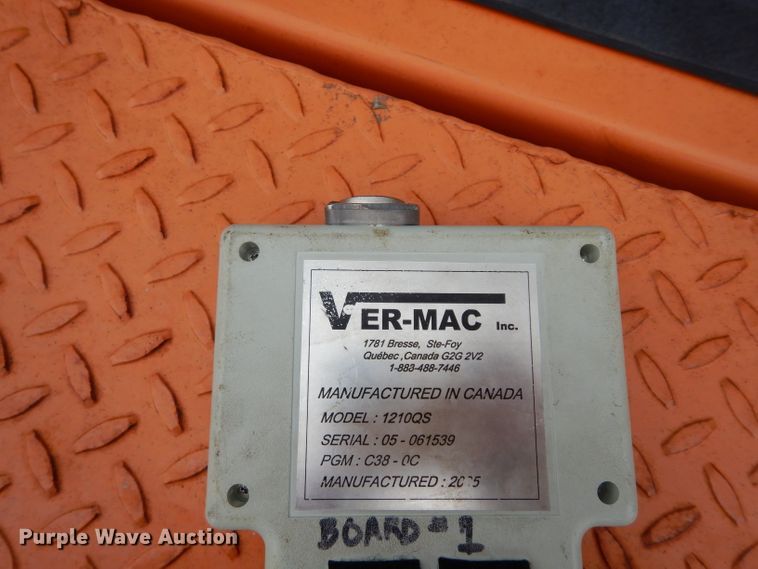 VER-MAC Inc.
1781 Bresse, Ste-Foy
Québec, Canada G2G 2V2
1-883-488-7446
MANUFACTURED IN CANADA
MODEL : 1210QS
SERIAL : 05 - 061539
PGM : C38 - 0C
MANUFACTURED :
BOARD # 1
Purple Wave Auction